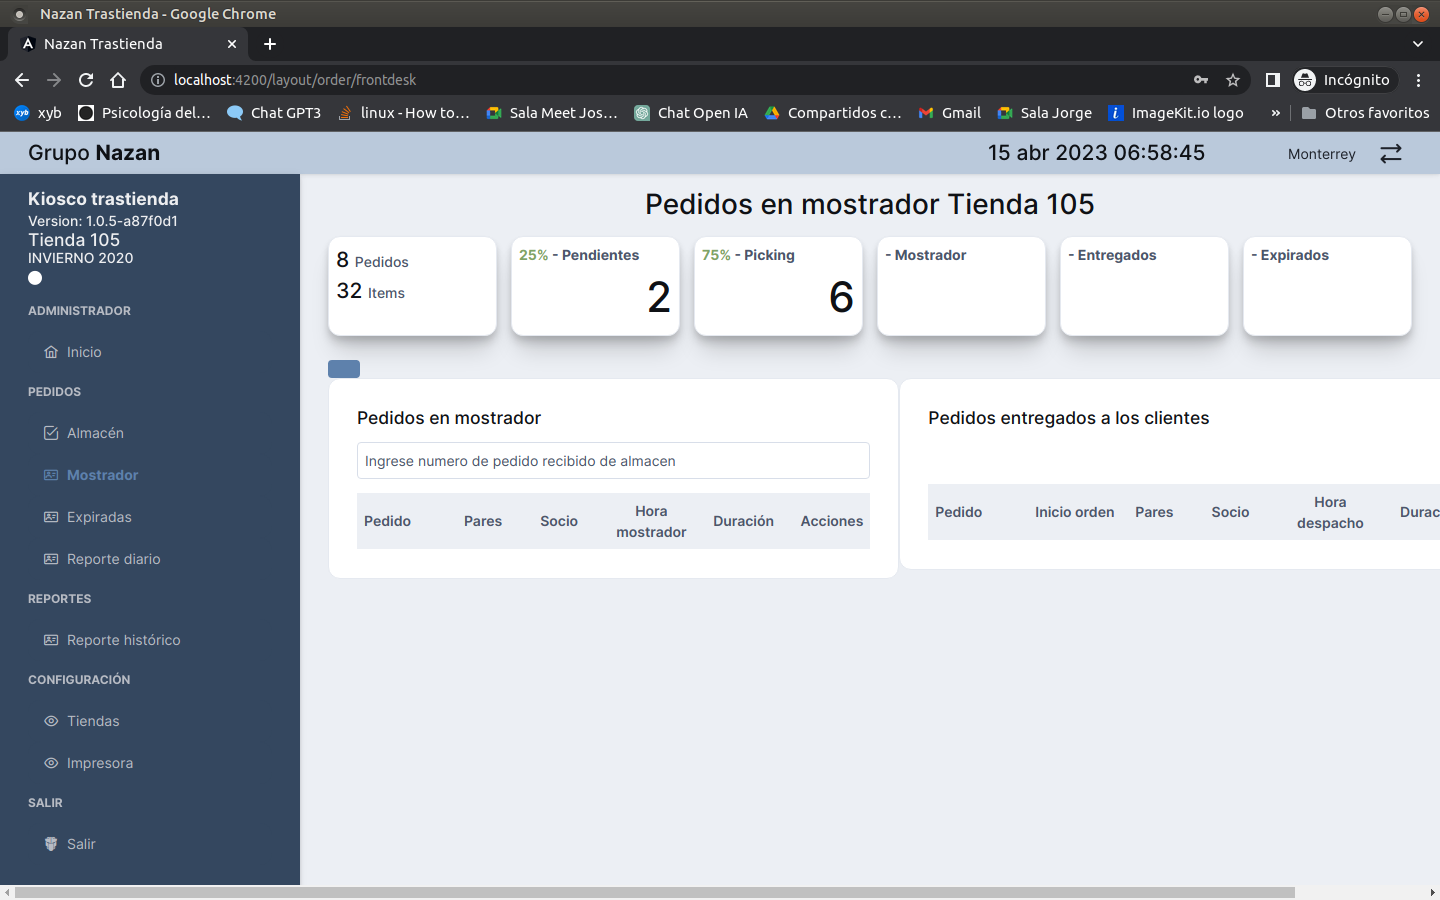 Nazan Trastienda - Google Chrome
Nazan Trastienda
localhost:4200/layout/order/frontdesk
Incógnito
xyb
Psicología del...
Chat GPT3
linux - How to...
Sala Meet Jos...
Chat Open IA
Compartidos c...
Gmail
Sala Jorge
ImageKit.io logo
»
Otros favoritos
Grupo Nazan
15 abr 2023 06:58:45
Monterrey
Kiosco trastienda
Version: 1.0.5-a87f0d1
Tienda 105
INVIERNO 2020
ADMINISTRADOR
Inicio
PEDIDOS
Almacén
Mostrador
Expiradas
Reporte diario
REPORTES
Reporte histórico
CONFIGURACIÓN
Tiendas
Impresora
SALIR
Salir
Pedidos en mostrador Tienda 105
8 Pedidos
32 Items
25% - Pendientes
2
75% - Picking
6
- Mostrador
- Entregados
- Expirados
Pedidos en mostrador
Ingrese numero de pedido recibido de almacen
Pedido
Pares
Socio
Hora
mostrador
Duración
Acciones
Pedidos entregados a los clientes
Pedido
Inicio orden
Pares
Socio
Hora
despacho
Durac